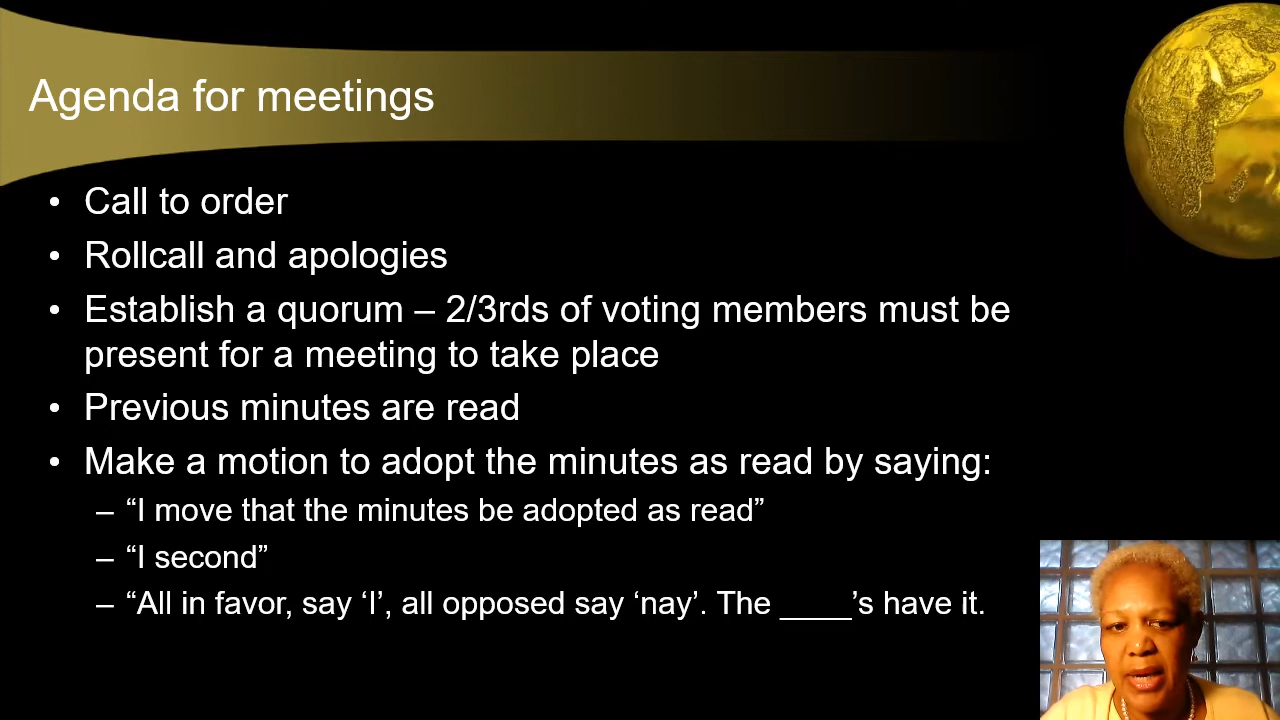 Agenda for meetings
• Call to order
• Rollcall and apologies
• Establish a quorum – 2/3rds of voting members must be
present for a meeting to take place
• Previous minutes are read
• Make a motion to adopt the minutes as read by saying:
– “I move that the minutes be adopted as read”
– “I second”
– “All in favor, say ‘I’, all opposed say ‘nay’. The ____’s have it.